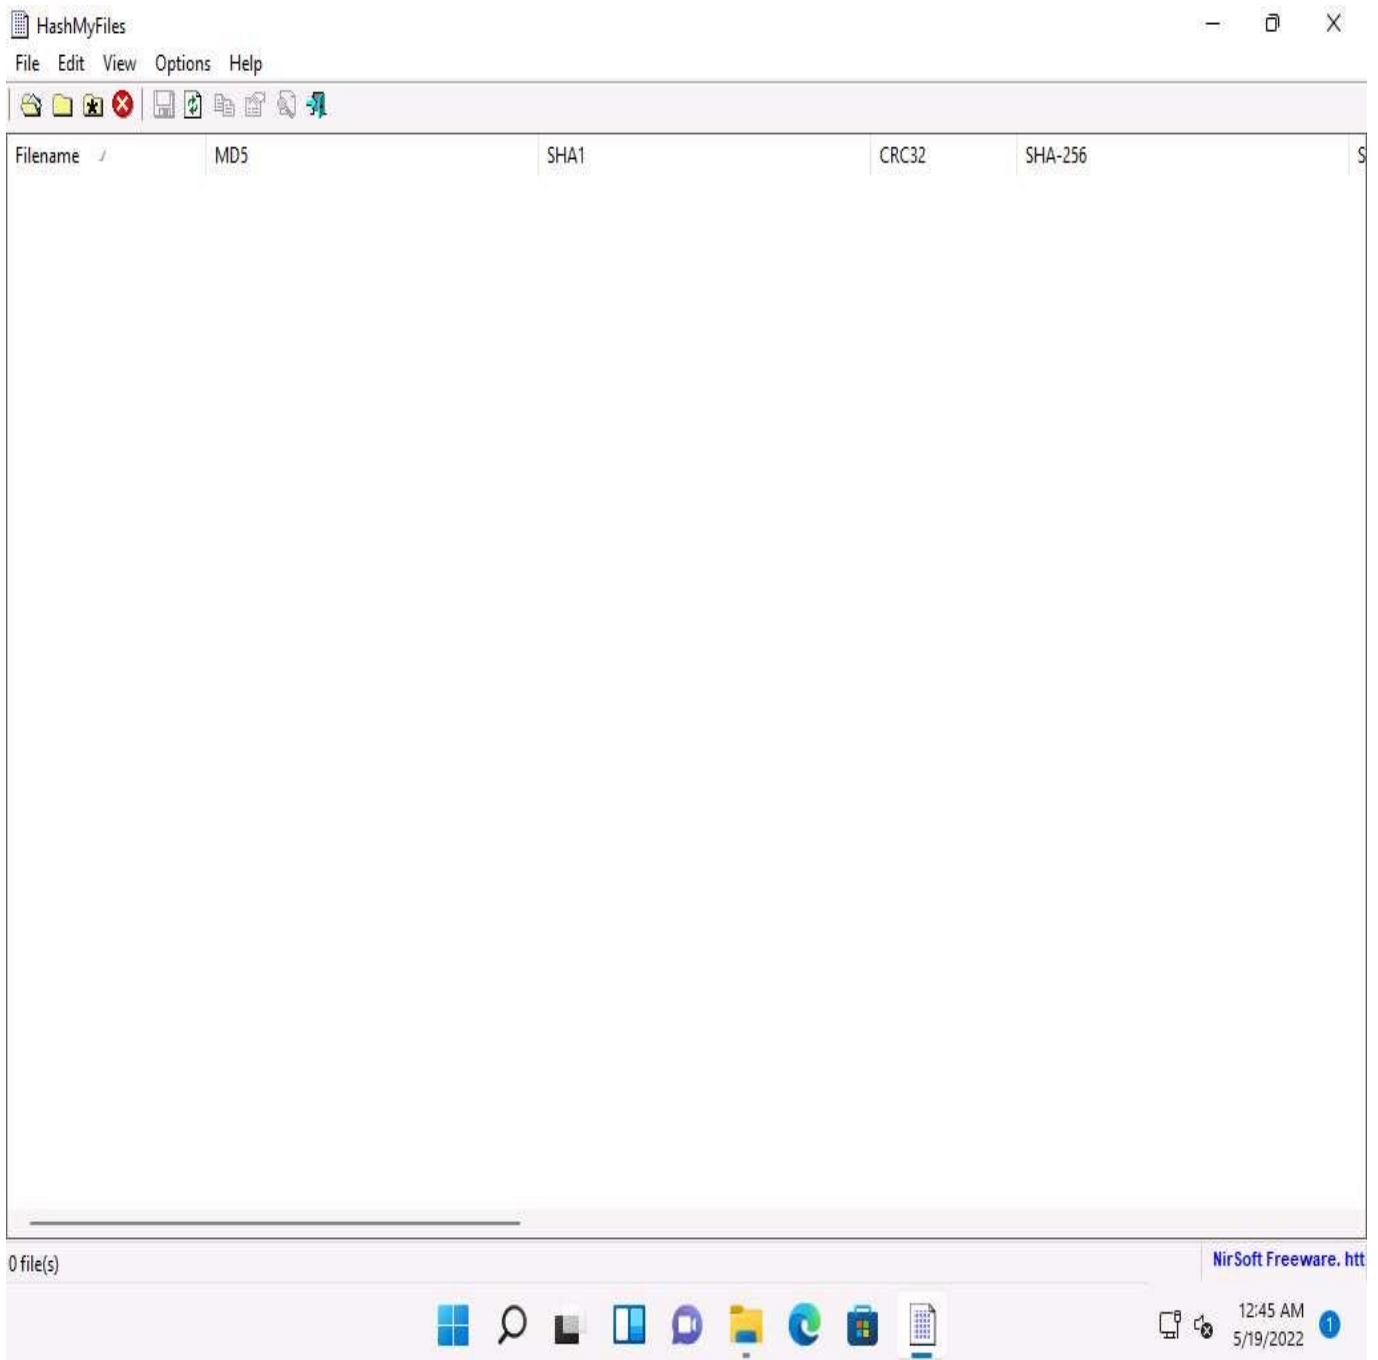 HashMyFiles
File Edit View Options Help
Filename MD5 SHA1 CRC32 SHA-256 S
0 file(s)
NirSoft Freeware. htt
12:45 AM
5/19/2022
1